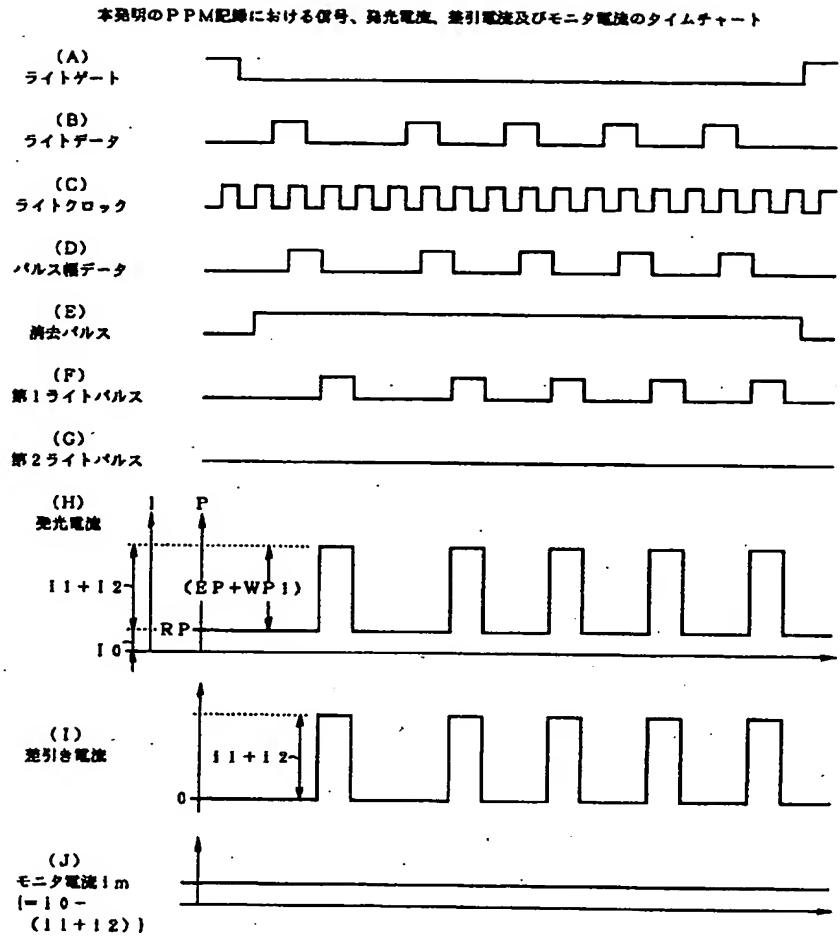 本発明のPPM記録における信号、発光電流、差引電流及びモニタ電流のタイムチャート
(A)
ライトゲート
(B)
ライトデータ
(C)
ライトクロック
(D)
パルス幅データ
(E)
消去パルス
(F)
第1ライトパルス
(G)
第2ライトパルス
(H)
発光電流
I
P
I1+I2
(EP+WP1)
RP
I0
(I)
差引き電流
i1+i2
0
(J)
モニタ電流im
{=i0-
(i1+i2)}